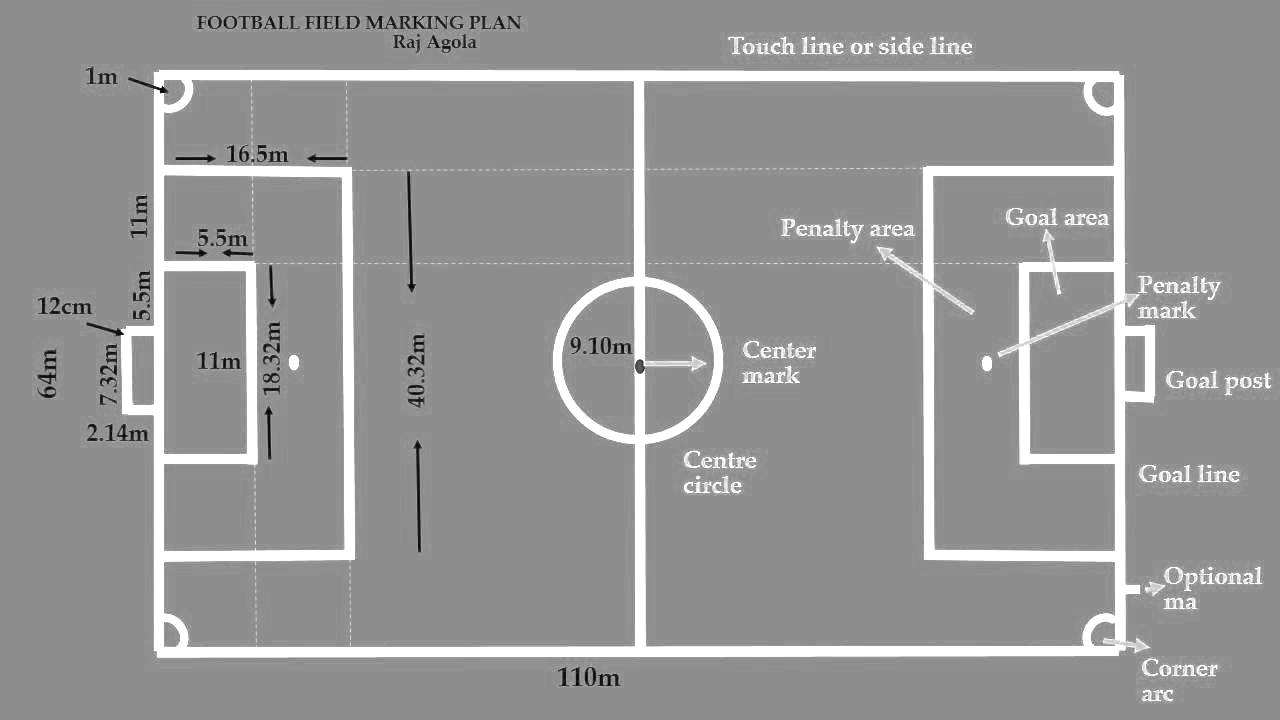 FOOTBALL FIELD MARKING PLAN
Raj Agola
Touch line or side line
1m
16.5m
11m
5.5m
Penalty area
Goal area
5.5m
12cm
Penalty
mark
64m
7.32m
11m
18.32m
40.32m
9.10m
Center
mark
Goal post
2.14m
Centre
circle
Goal line
Optional
ma
110m
Corner
arc